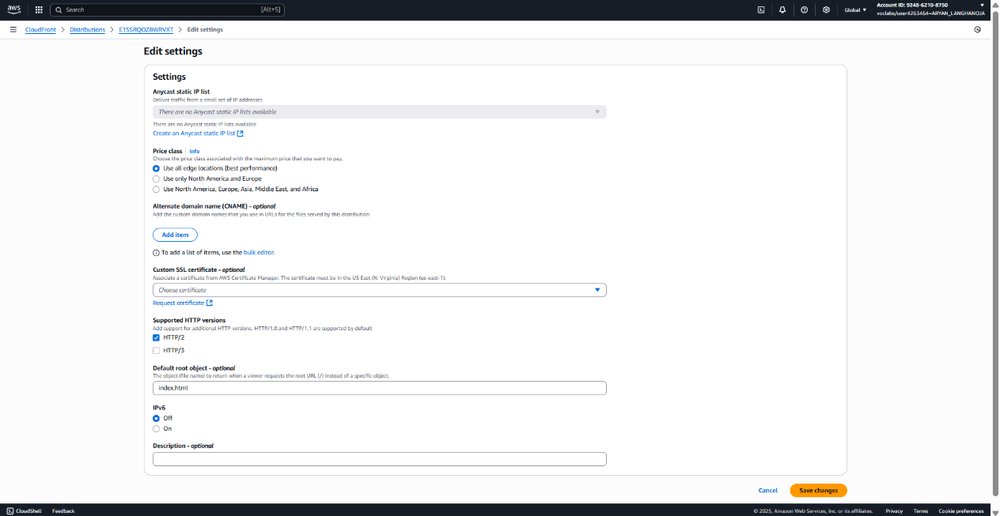 aws
Search
[Alt+S]
Global
Account ID: 9248-6210-8750
voclabs/user4263464=ARYAN_LANGHANOJA
CloudFront
Distributions
E1SSRQOZBWRVXT
Edit settings
Edit settings
Settings
Anycast static IP list
Deliver traffic from a small set of IP addresses
There are no Anycast static IP lists available
There are no Anycast static IP lists available
Create an Anycast static IP list
Price class Info
Choose the price class associated with the maximum price that you want to pay.
Use all edge locations (best performance)
Use only North America and Europe
Use North America, Europe, Asia, Middle East, and Africa
Alternate domain name (CNAME) - optional
Add the custom domain names that you use in URLs for the files served by this distribution.
Add item
To add a list of items, use the bulk editor.
Custom SSL certificate - optional
Associate a certificate from AWS Certificate Manager. The certificate must be in the US East (N. Virginia) Region (us-east-1).
Choose certificate
Request certificate
Supported HTTP versions
Add support for additional HTTP versions. HTTP/1.0 and HTTP/1.1 are supported by default
HTTP/2
HTTP/3
Default root object - optional
The object (file name) to return when a viewer requests the root URL (/) instead of a specific object.
index.html
IPv6
Off
On
Description - optional
Cancel
Save changes
CloudShell
Feedback
© 2025, Amazon Web Services, Inc. or its affiliates.
Privacy
Terms
Cookie preferences